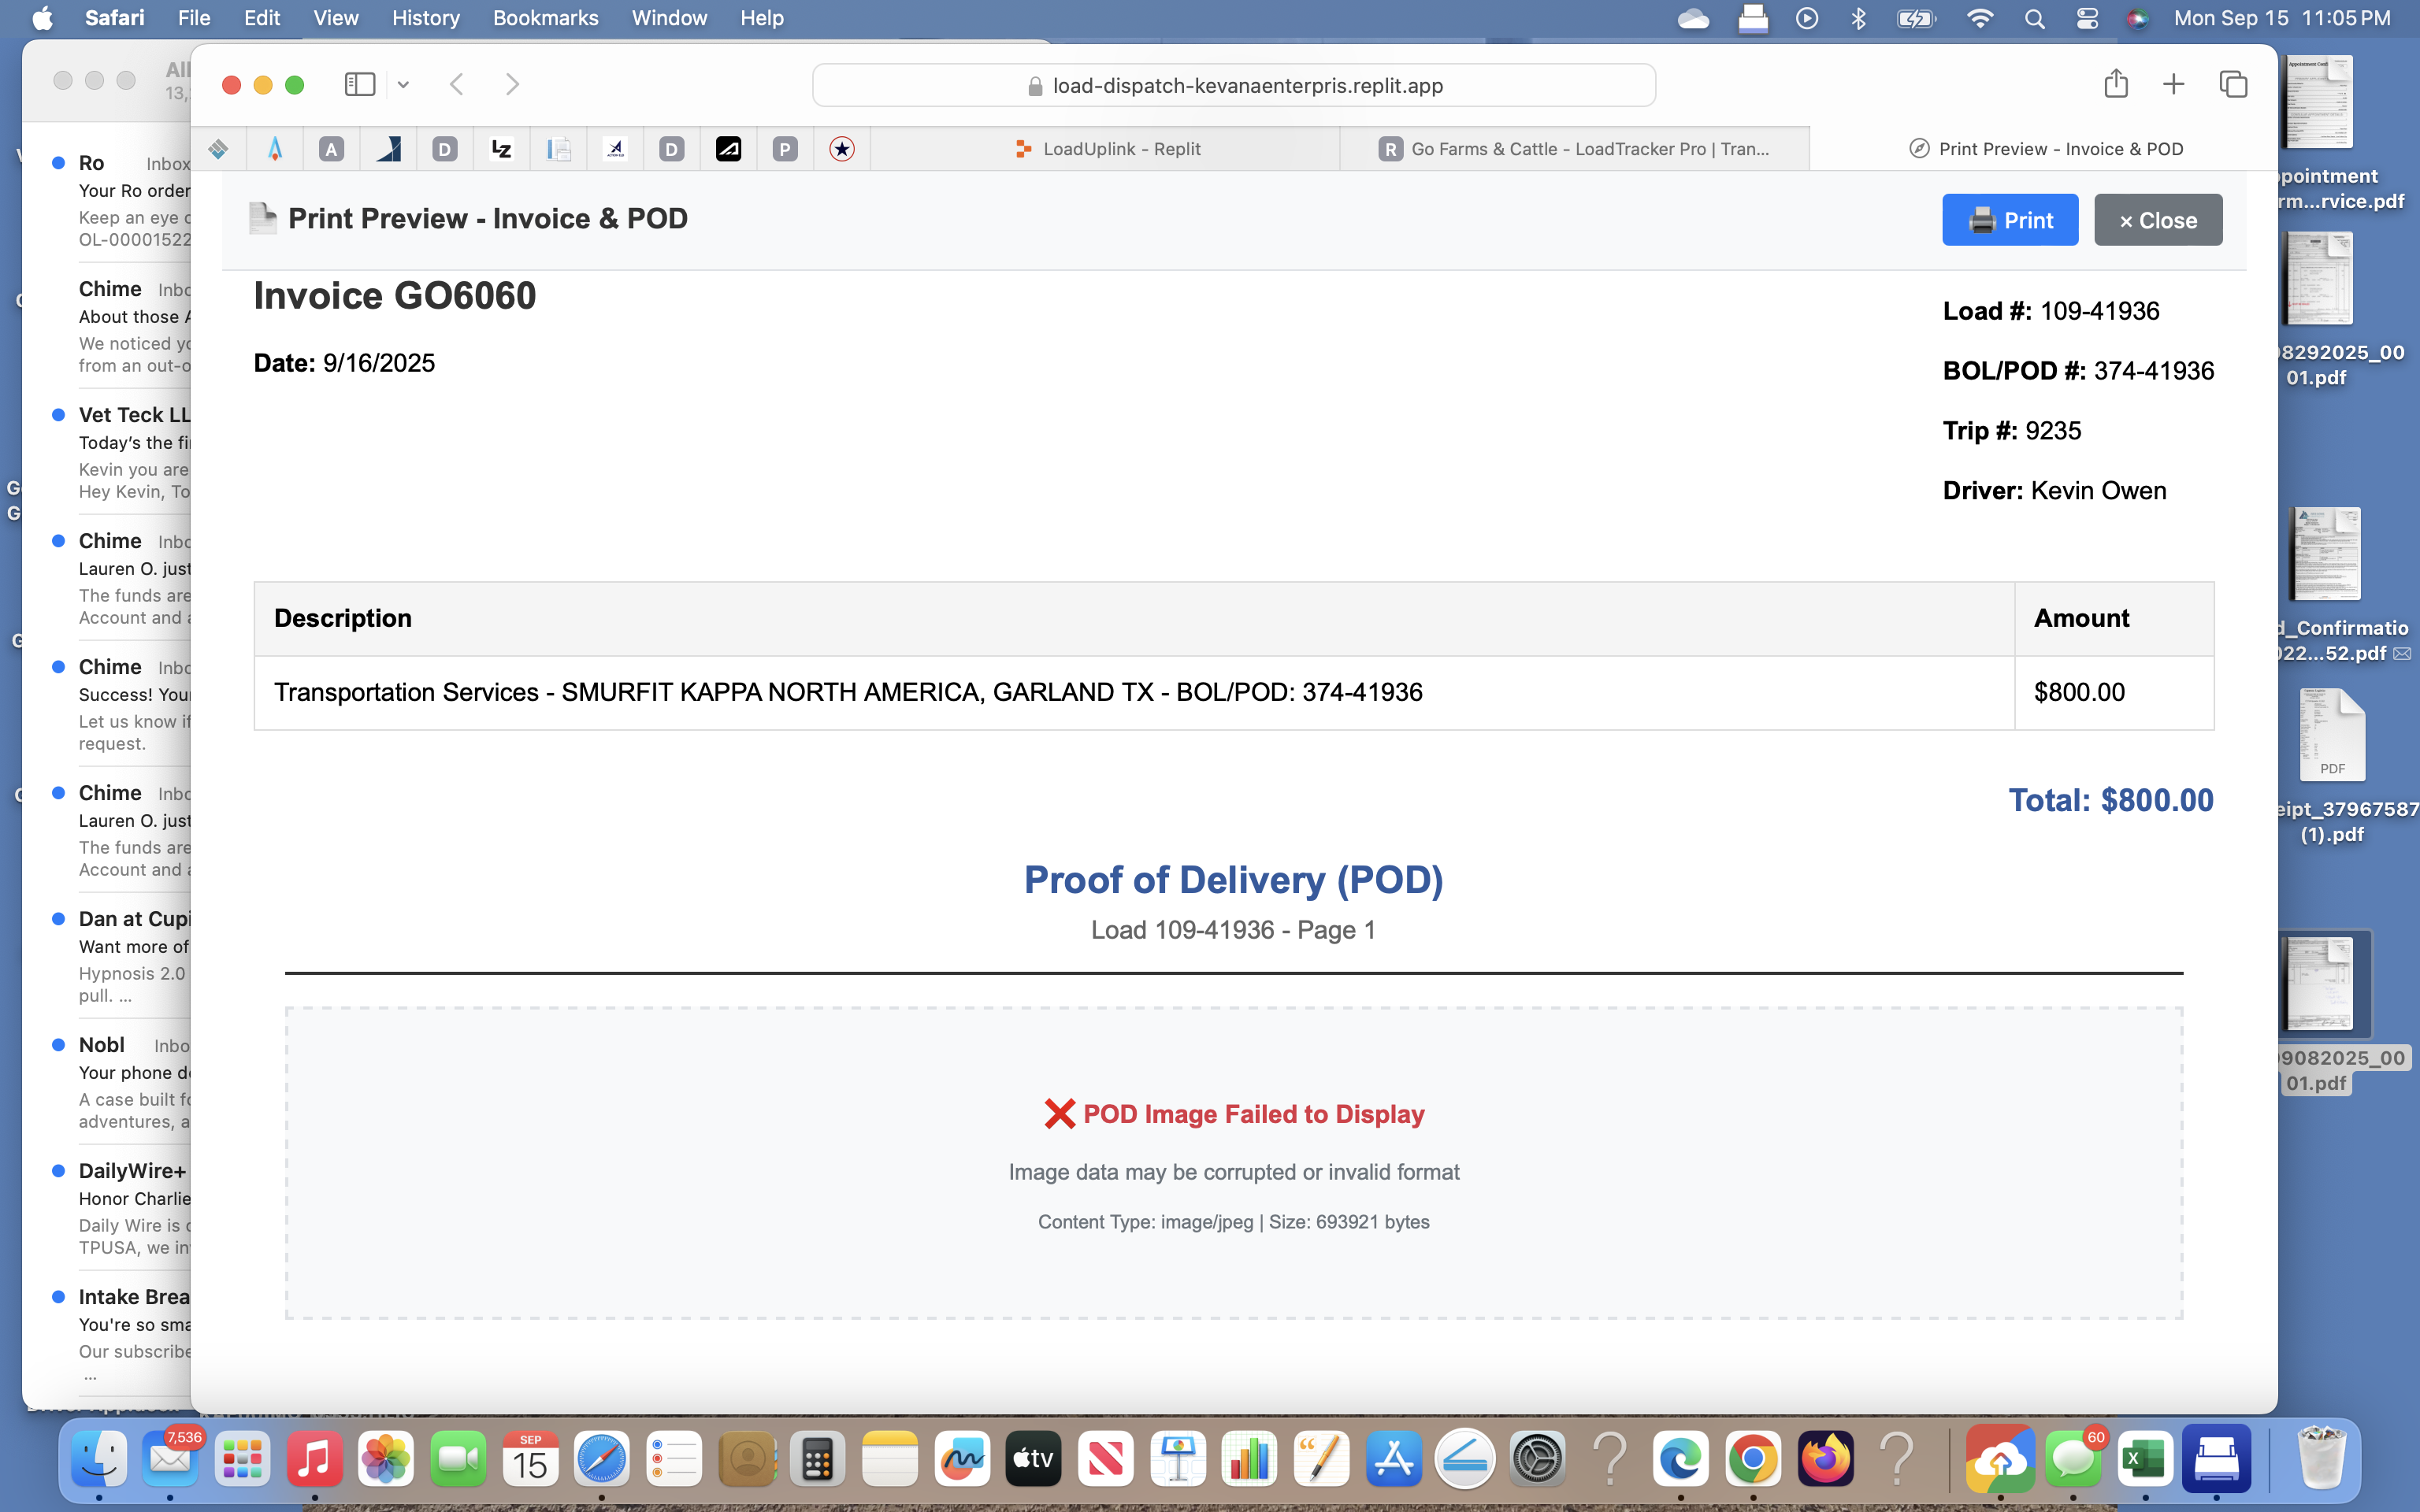 Safari File Edit View History Bookmarks Window Help
Mon Sep 15 11:05 PM
load-dispatch-kevanaenterpris.replit.app
A D LZ D P
LoadUplink - Replit
R Go Farms & Cattle - LoadTracker Pro | Tran...
Print Preview - Invoice & POD
Print Preview - Invoice & POD
Print
× Close
Invoice GO6060
Date: 9/16/2025
Load #: 109-41936
BOL/POD #: 374-41936
Trip #: 9235
Driver: Kevin Owen
Description Amount
Transportation Services - SMURFIT KAPPA NORTH AMERICA, GARLAND TX - BOL/POD: 374-41936 $800.00
Total: $800.00
Proof of Delivery (POD)
Load 109-41936 - Page 1
❌ POD Image Failed to Display
Image data may be corrupted or invalid format
Content Type: image/jpeg | Size: 693921 bytes
All
13,
Ro Inbox
Your Ro order
Keep an eye
OL-00001522
Chime Inbo
About those
We noticed yo
from an out-o
Vet Teck LL
Today's the fi
Kevin you are
Hey Kevin, To
Chime Inbo
Lauren O. just
The funds are
Account and
Chime Inbo
Success! You
Let us know if
request.
Chime Inbo
Lauren O. just
The funds are
Account and
Dan at Cupi
Want more of
Hypnosis 2.0
pull. ...
Nobl Inbo
Your phone de
A case built fo
adventures, a
DailyWire+
Honor Charlie
Daily Wire is
TPUSA, we in
Intake Brea
You're so sma
Our subscribe
...
ppointment
rm...rvice.pdf
08292025_00
01.pdf
d_Confirmatio
022...52.pdf
PDF
eipt_37967587
(1).pdf
09082025_00
01.pdf
7,536
SEP
15
tv
60